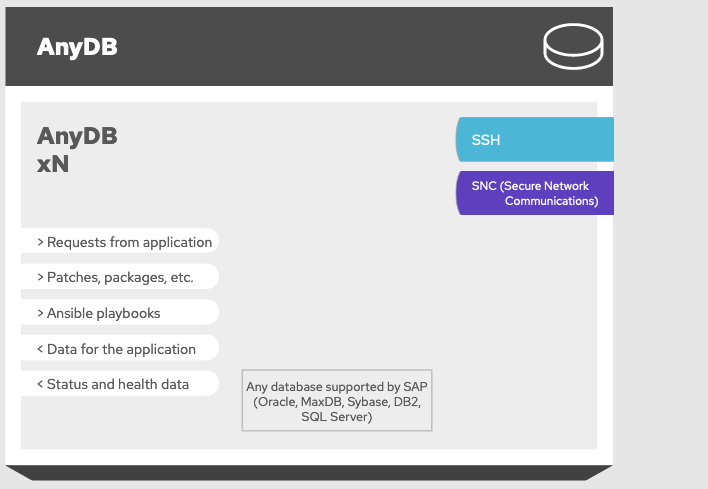 AnyDB
AnyDB
xN
SSH
SNC (Secure Network
Communications)
> Requests from application
> Patches, packages, etc.
> Ansible playbooks
< Data for the application
< Status and health data
Any database supported by SAP
(Oracle, MaxDB, Sybase, DB2,
SQL Server)